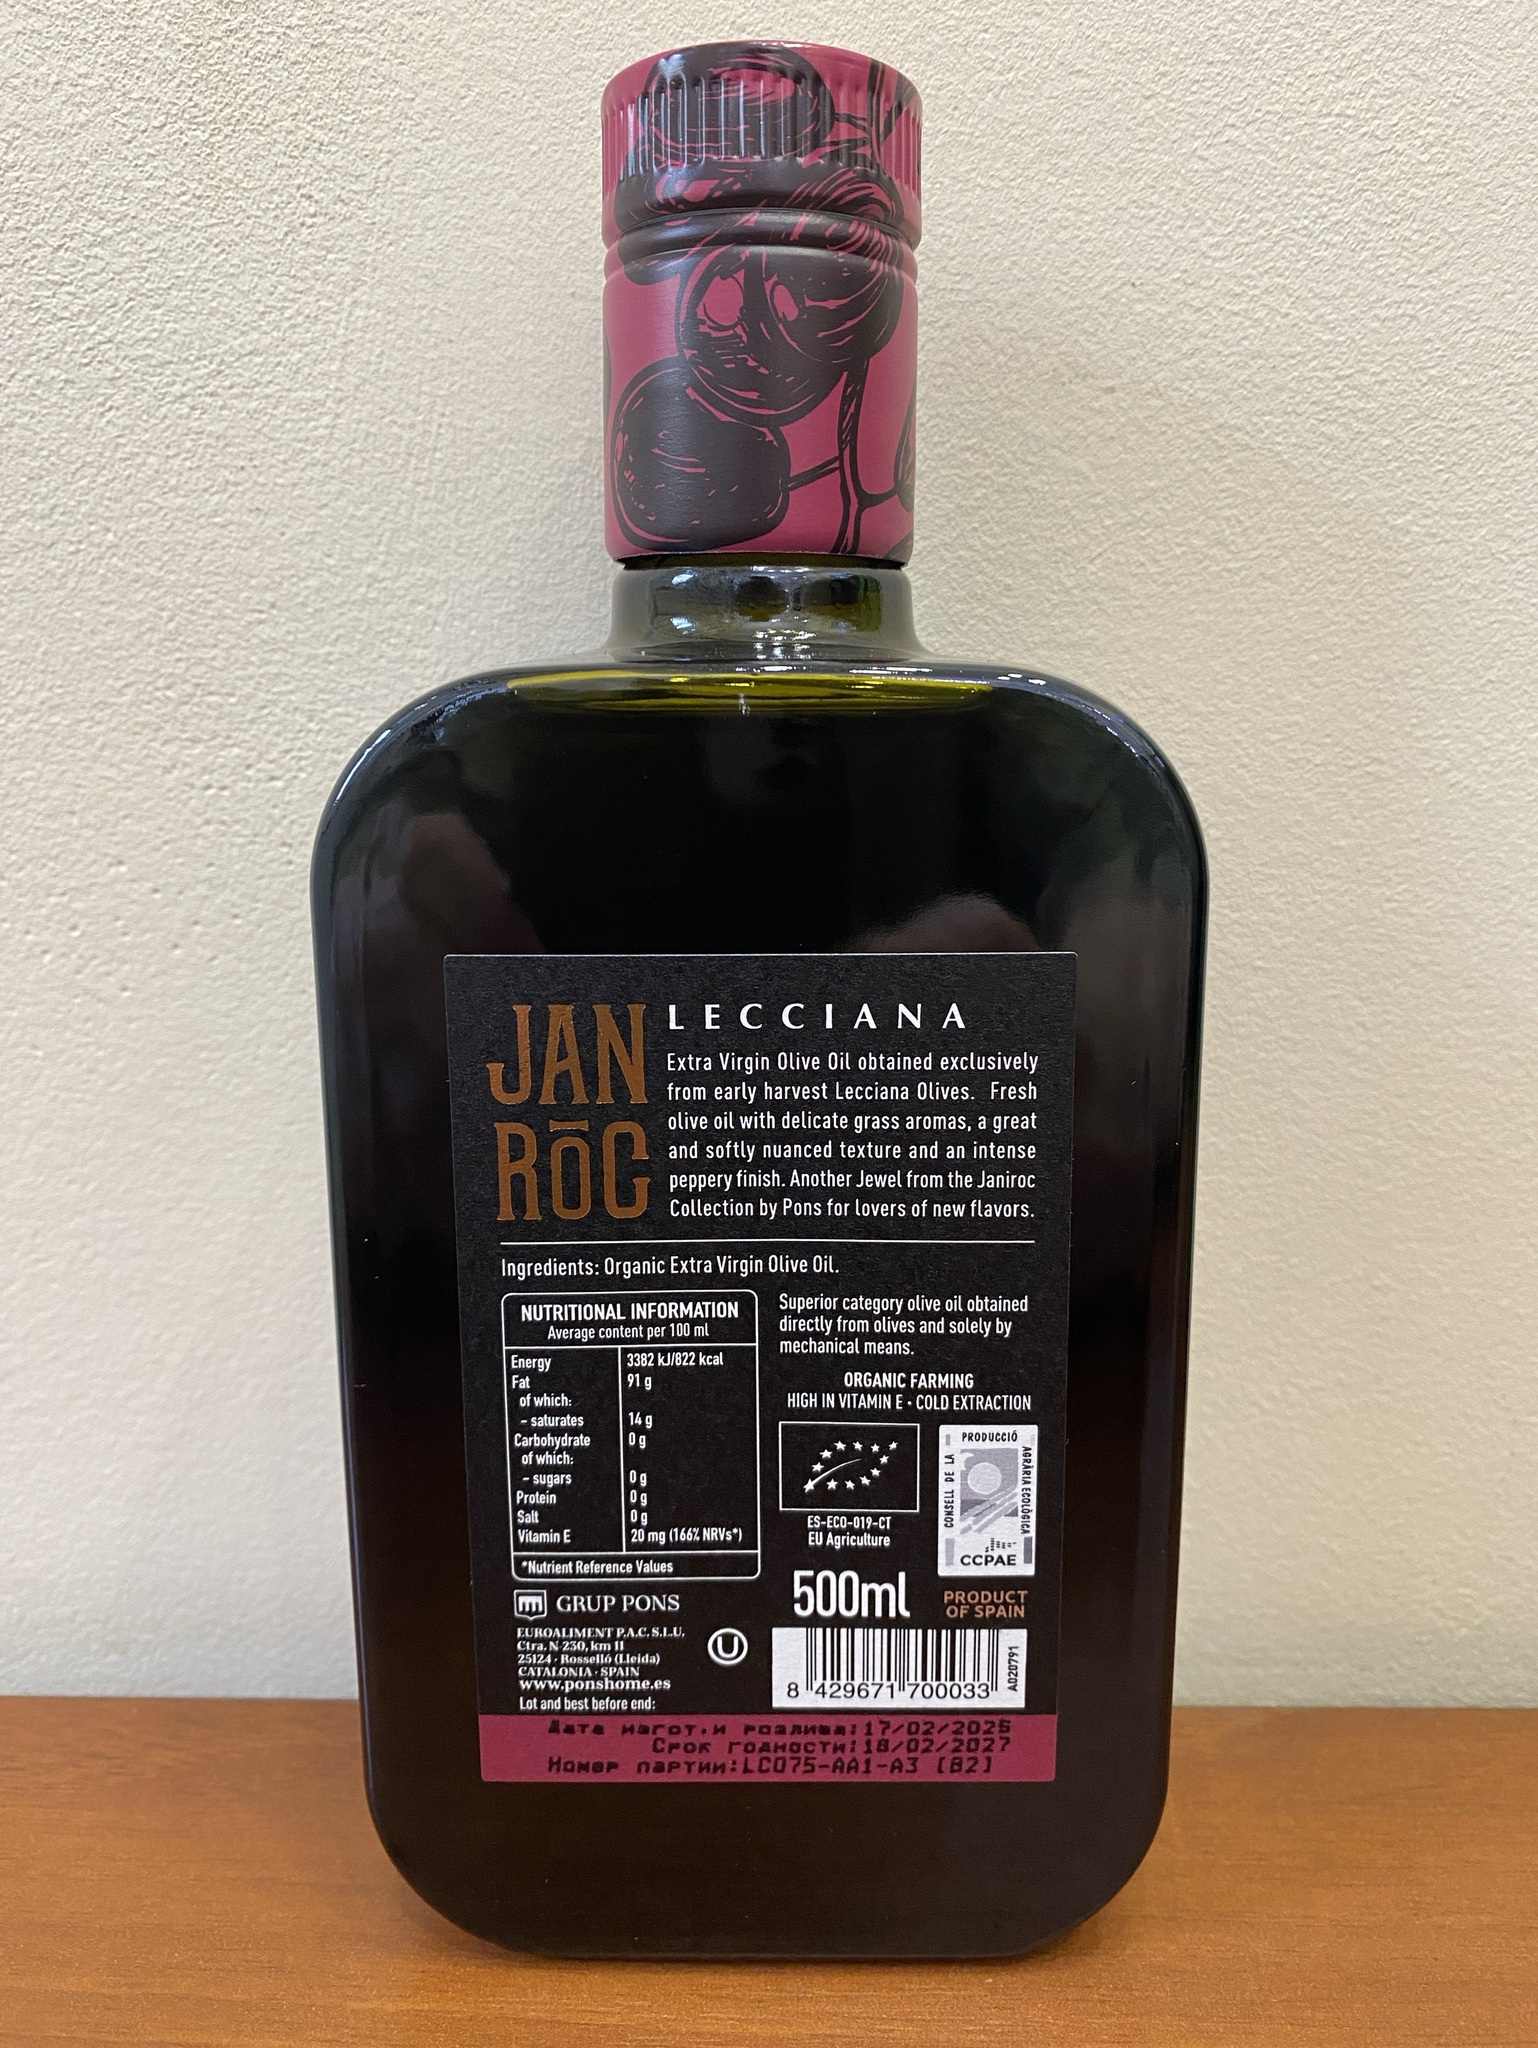 JAN
RōC
LECCIANA
Extra Virgin Olive Oil obtained exclusively
from early harvest Lecciana Olives. Fresh
olive oil with delicate grass aromas, a great
and softly nuanced texture and an intense
peppery finish. Another Jewel from the Janiroc
Collection by Pons for lovers of new flavors.
Ingredients: Organic Extra Virgin Olive Oil.
NUTRITIONAL INFORMATION
Average content per 100 ml
Energy 3382 kJ/822 kcal
Fat 91 g
of which:
- saturates 14 g
Carbohydrate 0 g
of which:
- sugars 0 g
Protein 0 g
Salt 0 g
Vitamin E 20 mg (166% NRVs*)
*Nutrient Reference Values
Superior category olive oil obtained
directly from olives and solely by
mechanical means.
ORGANIC FARMING
HIGH IN VITAMIN E · COLD EXTRACTION
ES-ECO-019-CT
EU Agriculture
CONSELL DE LA
PRODUCCIÓ
AGRÀRIA ECOLÒGICA
CCPAE
500ml
PRODUCT
OF SPAIN
GRUP PONS
EUROALIMENT P.A.C. S.L.U.
Ctra. N-230, km 11
25124 · Rosselló (Lleida)
CATALONIA · SPAIN
www.ponshome.es
Lot and best before end:
U
8 429671 700033
A020791
Дата изгот.и розлива:17/02/2025
Срок годности:18/02/2027
Номер партии:LC075-AA1-A3 [82]